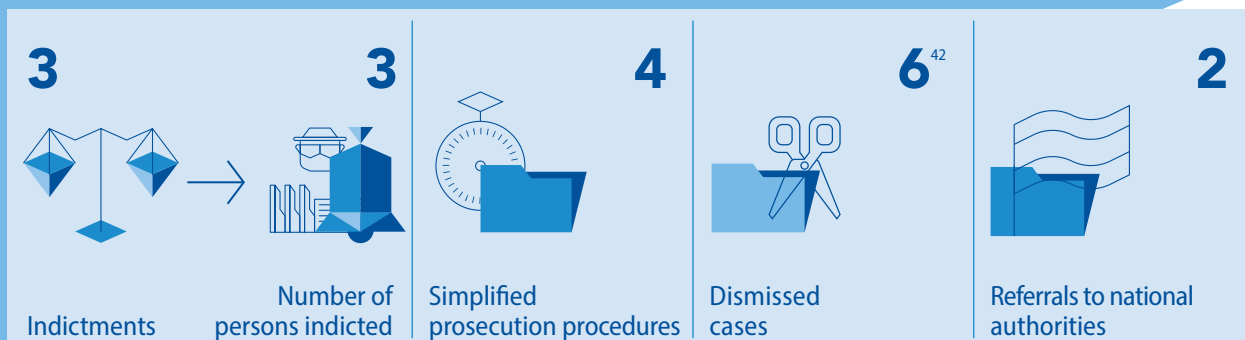 3
3
Indictments
Number of
persons indicted
4
Simplified
prosecution procedures
6 42
Dismissed
cases
2
Referrals to national
authorities